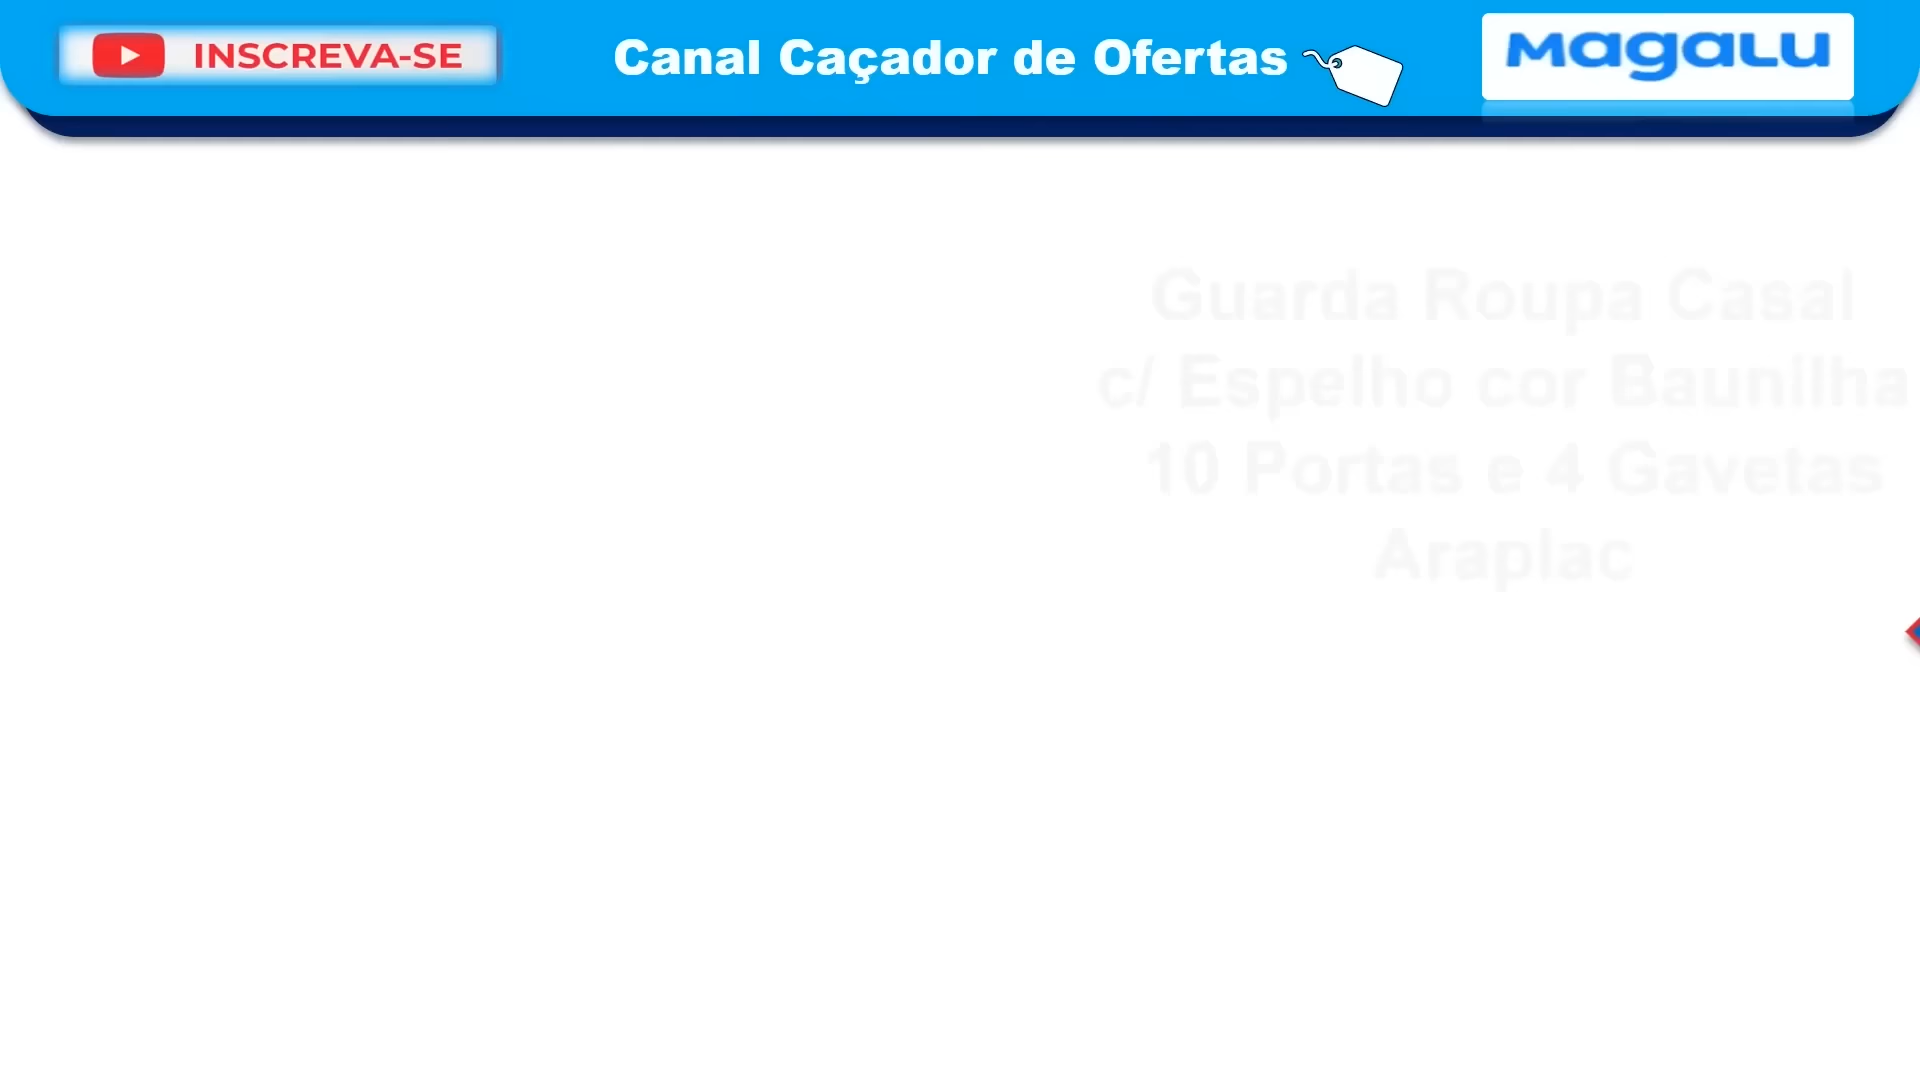 INSCREVA-SE
Canal Caçador de Ofertas
Magalu
Guarda Roupa Casal
c/ Espelho cor Baunilha
10 Portas e 4 Gavetas
Araplac